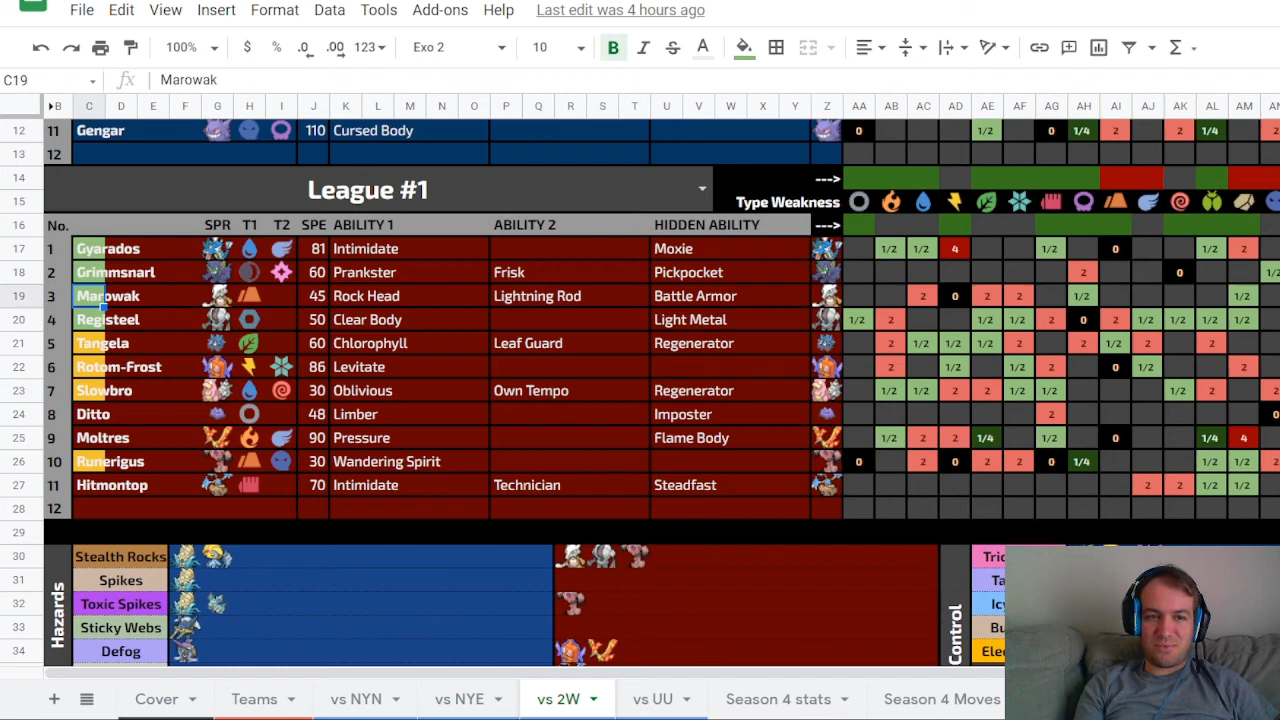 File Edit View Insert Format Data Tools Add-ons Help Last edit was 4 hours ago
100% $ % .0 .00 123 Exo 2 10 B I S A
C19 fx Marowak
B C D E F G H I J K L M N O P Q R S T U V W X Y Z AA AB AC AD AE AF AG AH AI AJ AK AL AM
12 11 Gengar 110 Cursed Body 0 1/2 0 1/4 2 2 1/4 2
13 12
14 League #1 --->
15 Type Weakness
16 No. SPR T1 T2 SPE ABILITY 1 ABILITY 2 HIDDEN ABILITY --->
17 1 Gyarados 81 Intimidate Moxie 1/2 1/2 4 1/2 0 1/2 2
18 2 Grimmsnarl 60 Prankster Frisk Pickpocket 2 0 1/2
19 3 Marowak 45 Rock Head Lightning Rod Battle Armor 2 0 2 2 1/2 1/2
20 4 Registeel 50 Clear Body Light Metal 1/2 2 1/2 1/2 2 0 2 1/2 1/2 1/2 1/2
21 5 Tangela 60 Chlorophyll Leaf Guard Regenerator 2 1/2 1/2 1/2 2 2 1/2 2 2
22 6 Rotom-Frost 86 Levitate 2 1/2 1/2 2 0 1/2 2
23 7 Slowbro 30 Oblivious Own Tempo Regenerator 1/2 1/2 2 2 1/2 1/2 1/2 2 2
24 8 Ditto 48 Limber Imposter 2 0
25 9 Moltres 90 Pressure Flame Body 1/2 2 2 1/4 1/2 0 1/4 4
26 10 Runerigus 30 Wandering Spirit 0 2 0 2 2 0 1/4 1/2 1/2 2
27 11 Hitmontop 70 Intimidate Technician Steadfast 2 2 1/2 1/2
28 12
29
30 Hazards Stealth Rocks Control
31 Spikes
32 Toxic Spikes
33 Sticky Webs
34 Defog
+ Cover Teams vs NYN vs NYE vs 2W vs UU Season 4 stats Season 4 Moves